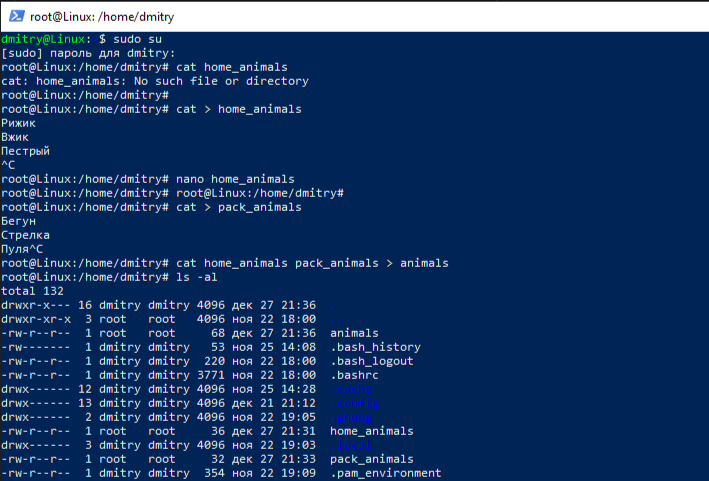 root@Linux: /home/dmitry
dmitry@Linux: $ sudo su
[sudo] пароль для dmitry:
root@Linux:/home/dmitry# cat home_animals
cat: home_animals: No such file or directory
root@Linux:/home/dmitry#
root@Linux:/home/dmitry# cat > home_animals
Рижик
Вжик
Пестрый
^C
root@Linux:/home/dmitry# nano home_animals
root@Linux:/home/dmitry# root@Linux:/home/dmitry#
root@Linux:/home/dmitry# cat > pack_animals
Бегун
Стрелка
Пуля^C
root@Linux:/home/dmitry# cat home_animals pack_animals > animals
root@Linux:/home/dmitry# ls -al
total 132
drwxr-x--- 16 dmitry dmitry 4096 дек 27 21:36
drwxr-xr-x 3 root root 4096 ноя 22 18:00
-rw-r--r-- 1 root root 68 дек 27 21:36 animals
-rw------- 1 dmitry dmitry 53 ноя 25 14:08 .bash_history
-rw-r--r-- 1 dmitry dmitry 220 ноя 22 18:00 .bash_logout
-rw-r--r-- 1 dmitry dmitry 3771 ноя 22 18:00 .bashrc
drwx------ 12 dmitry dmitry 4096 ноя 25 14:28 .cache
drwx------ 13 dmitry dmitry 4096 дек 21 21:12 .config
drwx------ 2 dmitry dmitry 4096 ноя 22 19:05 .gnupg
-rw-r--r-- 1 root root 36 дек 27 21:31 home_animals
drwx------ 3 dmitry dmitry 4096 ноя 22 19:03 .local
-rw-r--r-- 1 root root 32 дек 27 21:33 pack_animals
-rw-r--r-- 1 dmitry dmitry 354 ноя 22 19:09 .pam_environment